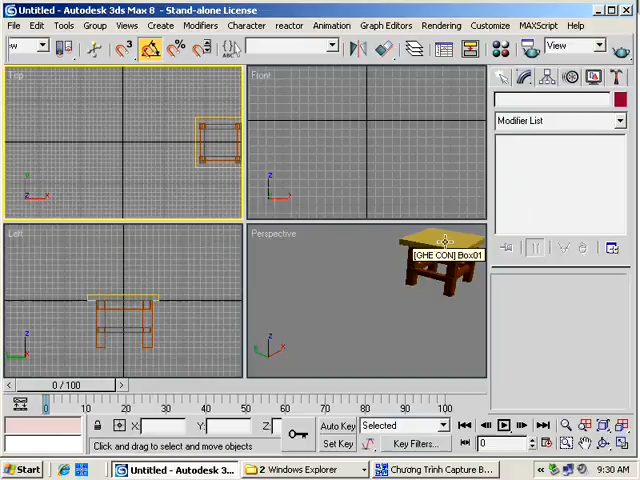 Untitled - Autodesk 3ds Max 8 - Stand-alone License
File Edit Tools Group Views Create Modifiers Character reactor Animation Graph Editors Rendering Customize MAXScript Help
View
ABC
Top
Front
Left
Perspective
[GHE CON] Box01
Modifier List
0 / 100
0 10 20 30 40 50 60 70 80 90 100
X: Y: Z: Auto Key Selected
Click and drag to select and move objects
Set Key Key Filters... 0
Start Untitled - Autodesk 3... 2 Windows Explorer Chương Trình Capture B... 9:30 AM